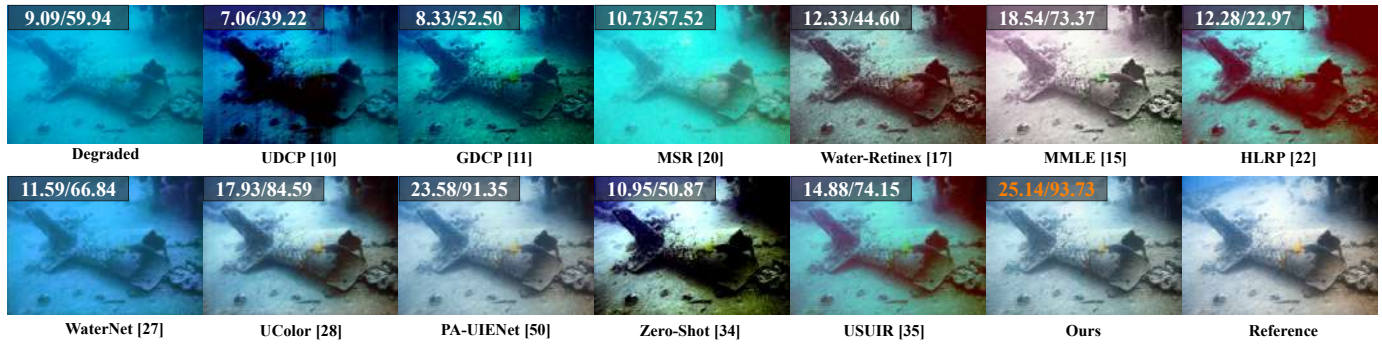 9.09/59.94 7.06/39.22 8.33/52.50 10.73/57.52 12.33/44.60 18.54/73.37 12.28/22.97
Degraded UDCP [10] GDCP [11] MSR [20] Water-Retinex [17] MMLE [15] HLRP [22]
11.59/66.84 17.93/84.59 23.58/91.35 10.95/50.87 14.88/74.15 25.14/93.73
WaterNet [27] UColor [28] PA-UIENet [50] Zero-Shot [34] USUIR [35] Ours Reference